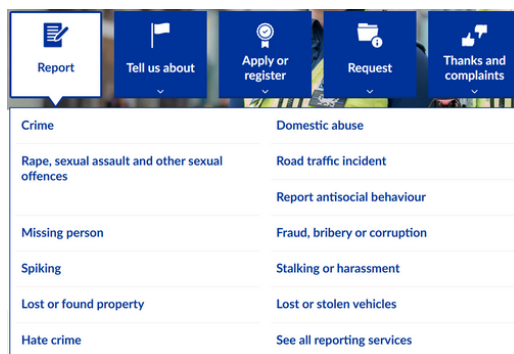 Report
Tell us about
Apply or
register
Request
Thanks and
complaints
Crime
Domestic abuse
Rape, sexual assault and other sexual
offences
Road traffic incident
Report antisocial behaviour
Missing person
Fraud, bribery or corruption
Spiking
Stalking or harassment
Lost or found property
Lost or stolen vehicles
Hate crime
See all reporting services